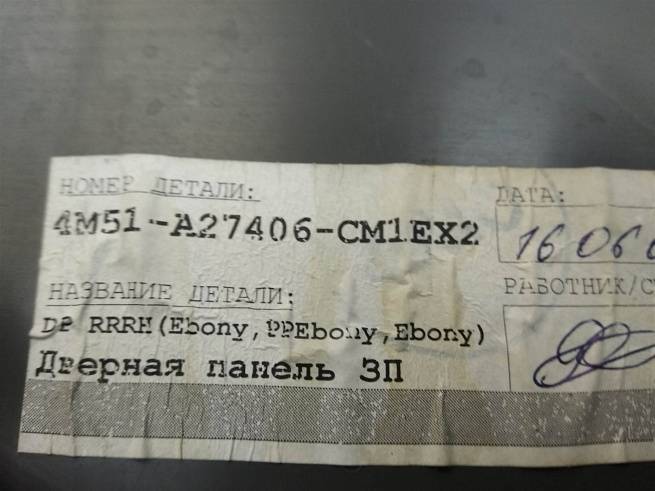 НОМЕР ДЕТАЛИ:
4M51-A27406-CM1EX2
ДАТА:
16 06
НАЗВАНИЕ ДЕТАЛИ:
DP RRRH(Ebony,PPEbony,Ebony)
Дверная панель ЗП
РАБОТНИК/С